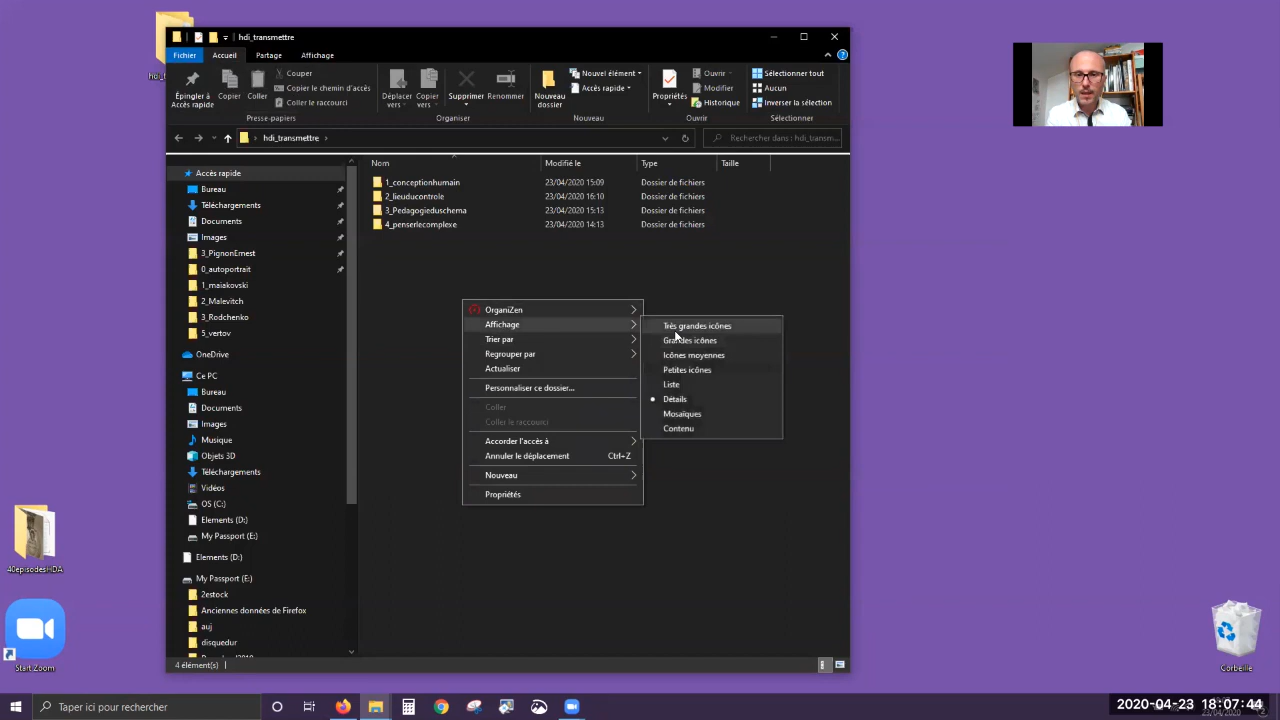 hdi_transmettre
Fichier Accueil Partage Affichage
Épingler à Accès rapide
Copier
Coller
Couper
Copier le chemin d'accès
Coller le raccourci
Presse-papiers
Déplacer vers
Copier vers
Supprimer
Renommer
Organiser
Nouveau dossier
Nouvel élément
Accès rapide
Nouveau
Propriétés
Ouvrir
Modifier
Historique
Ouvrir
Sélectionner tout
Aucun
Inverser la sélection
Sélectionner
hdi_transmettre
Rechercher dans : hdi_transm...
Nom Modifié le Type Taille
1_conceptionhumain 23/04/2020 15:09 Dossier de fichiers
2_lieuducontrole 23/04/2020 16:10 Dossier de fichiers
3_Pedagogieduschema 23/04/2020 15:13 Dossier de fichiers
4_penserlecomplexe 23/04/2020 14:13 Dossier de fichiers
Accès rapide
Bureau
Téléchargements
Documents
Images
3_PignonErnest
0_autoportrait
1_maiakovski
2_Malevitch
3_Rodchenko
5_vertov
OneDrive
Ce PC
Bureau
Documents
Images
Musique
Objets 3D
Téléchargements
Vidéos
OS (C:)
Elements (D:)
My Passport (E:)
Elements (D:)
My Passport (E:)
2estock
Anciennes données de Firefox
auj
disquedur
4 élément(s)
OrganiZen
Affichage
Trier par
Regrouper par
Actualiser
Personnaliser ce dossier...
Coller
Coller le raccourci
Accorder l'accès à
Annuler le déplacement Ctrl+Z
Nouveau
Propriétés
Très grandes icônes
Grandes icônes
Icônes moyennes
Petites icônes
Liste
Détails
Mosaïques
Contenu
40episodesHDA
Start Zoom
Corbeille
Taper ici pour rechercher
2020-04-23 18:07:44
23/04/2020